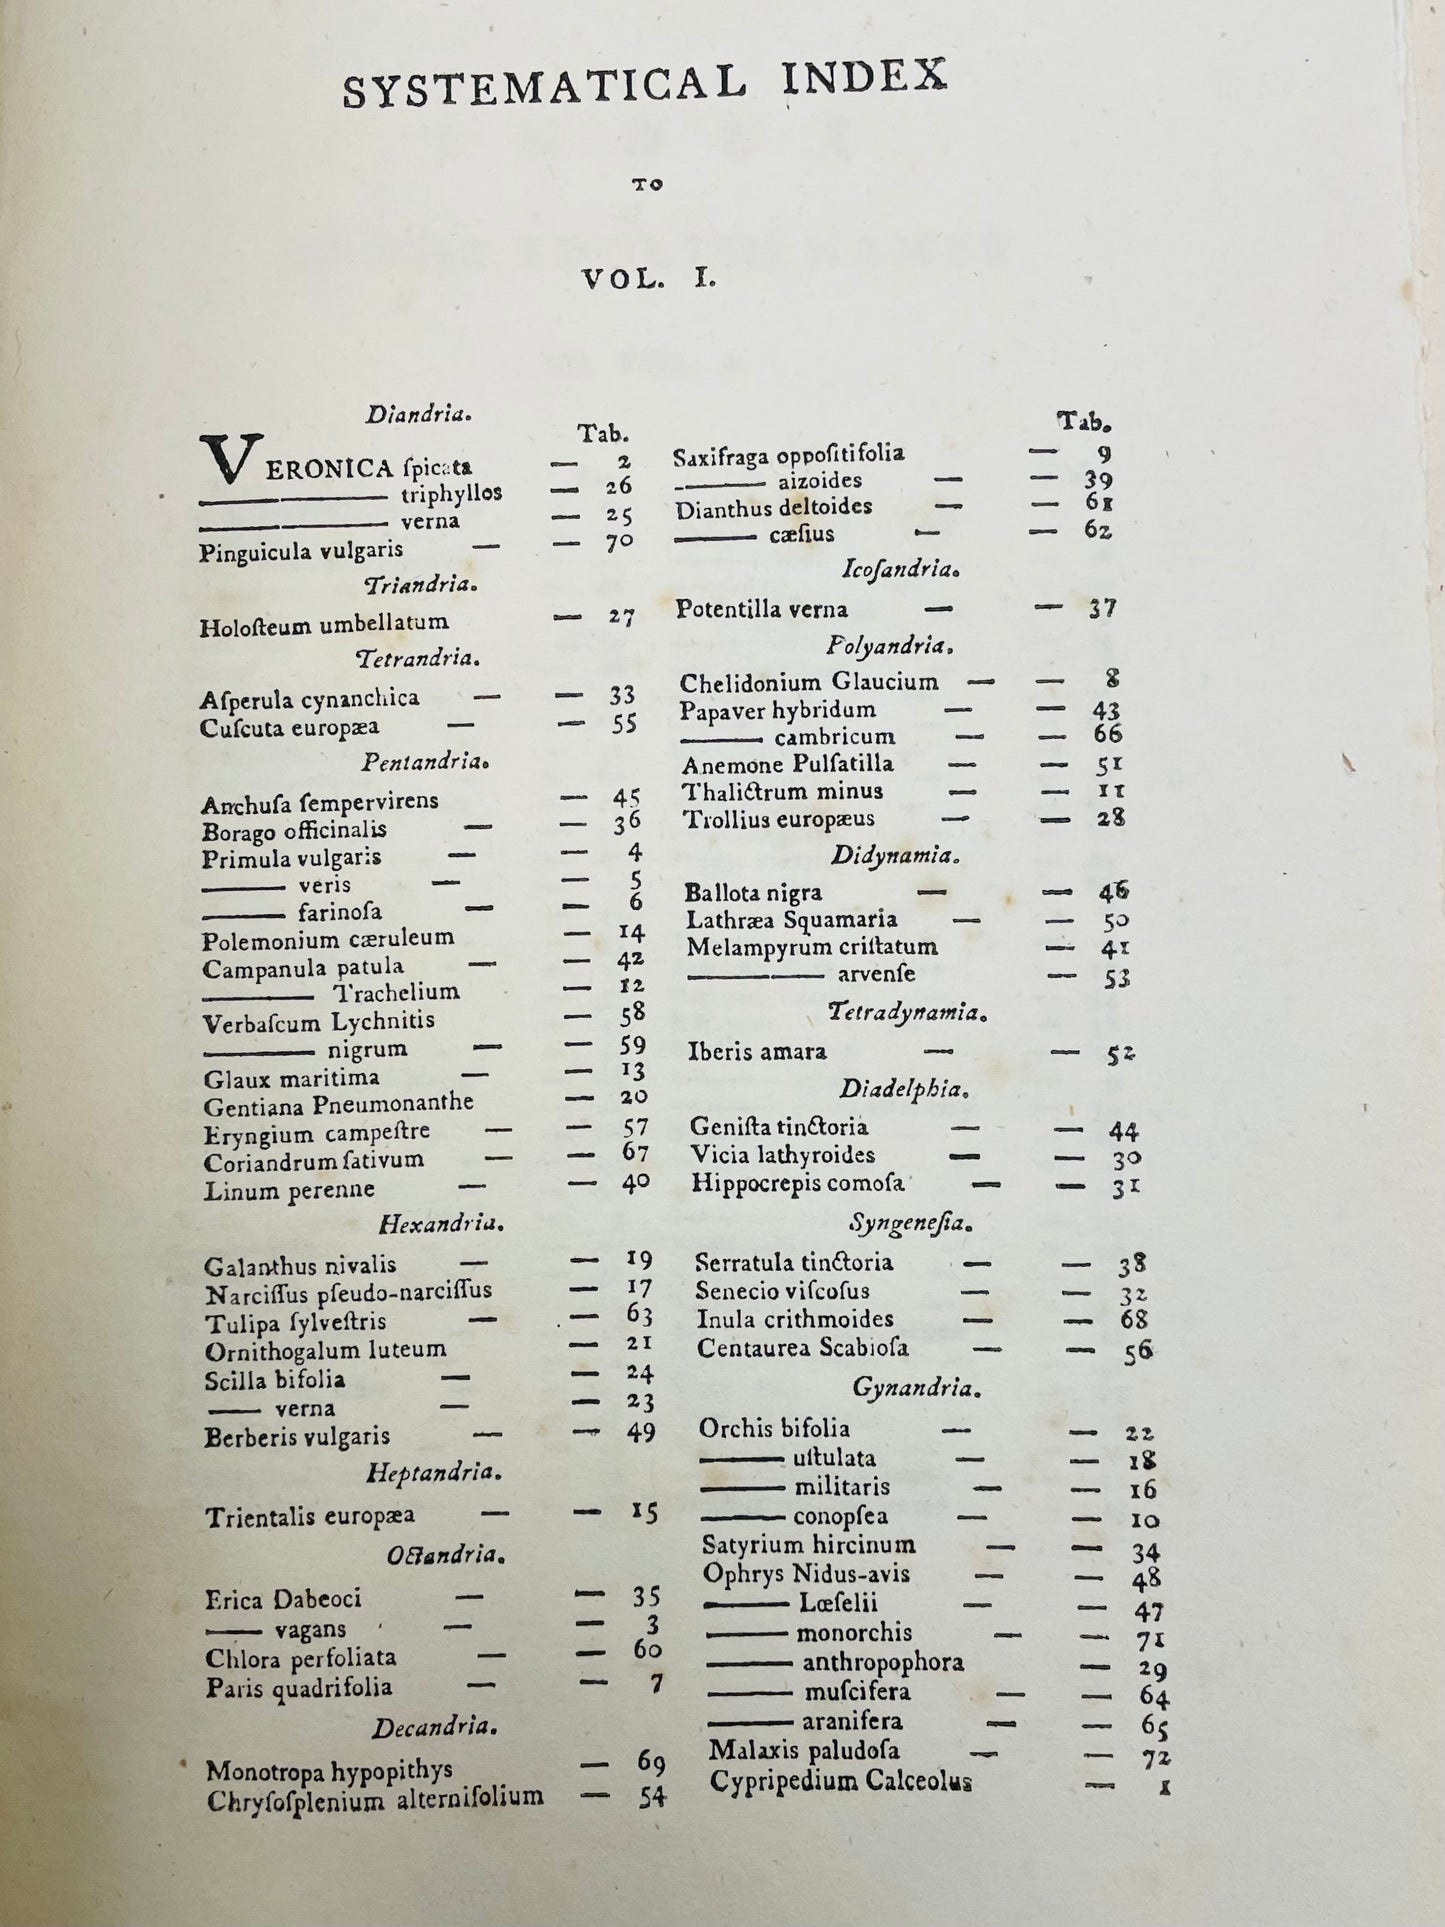 SYSTEMATICAL INDEX
TO
VOL. I.
Diandria.
Tab.
VERONICA ſpicata — 2
——— triphyllos — 26
——— verna — 25
Pinguicula vulgaris — — 70
Triandria.
Holoſteum umbellatum — 27
Tetrandria.
Aſperula cynanchica — — 33
Cuſcuta europæa — — 55
Pentandria.
Anchuſa ſempervirens — 45
Borago officinalis — — 36
Primula vulgaris — — 4
——— veris — — 5
——— farinoſa — — 6
Polemonium cæruleum — 14
Campanula patula — — 42
——— Trachelium — 12
Verbaſcum Lychnitis — 58
——— nigrum — — 59
Glaux maritima — — 13
Gentiana Pneumonanthe — 20
Eryngium campeſtre — — 57
Coriandrum ſativum — — 67
Linum perenne — — 40
Hexandria.
Galanthus nivalis — — 19
Narciſſus pſeudo-narciſſus — 17
Tulipa ſylveſtris — — 63
Ornithogalum luteum — 21
Scilla bifolia — — 24
—— verna — — 23
Berberis vulgaris — — 49
Heptandria.
Trientalis europæa — — 15
Octandria.
Erica Dabeoci — — 35
—— vagans — — 3
Chlora perfoliata — — 60
Paris quadrifolia — — 7
Decandria.
Monotropa hypopithys — 69
Chryſoſplenium alternifolium — 54
Tab.
Saxifraga oppoſitifolia — 9
——— aizoides — — 39
Dianthus deltoides — — 61
——— cæſius — — 62
Icoſandria.
Potentilla verna — — 37
Polyandria.
Chelidonium Glaucium — — 8
Papaver hybridum — — 43
——— cambricum — — 66
Anemone Pulſatilla — — 51
Thalictrum minus — — 11
Trollius europæus — — 28
Didynamia.
Ballota nigra — — 46
Lathræa Squamaria — — 50
Melampyrum criſtatum — 41
——— arvenſe — 53
Tetradynamia.
Iberis amara — — 52
Diadelphia.
Geniſta tinctoria — — 44
Vicia lathyroides — — 30
Hippocrepis comoſa — — 31
Syngeneſia.
Serratula tinctoria — — 38
Senecio viſcoſus — — 32
Inula crithmoides — — 68
Centaurea Scabioſa — — 56
Gynandria.
Orchis bifolia — — 22
——— uſtulata — — 18
——— militaris — — 16
——— conopſea — — 10
Satyrium hircinum — — 34
Ophrys Nidus-avis — — 48
——— Lœſelii — — 47
——— monorchis — — 71
——— anthropophora — 29
——— muſcifera — — 64
——— aranifera — — 65
Malaxis paludoſa — — 72
Cypripedium Calceolus — 1